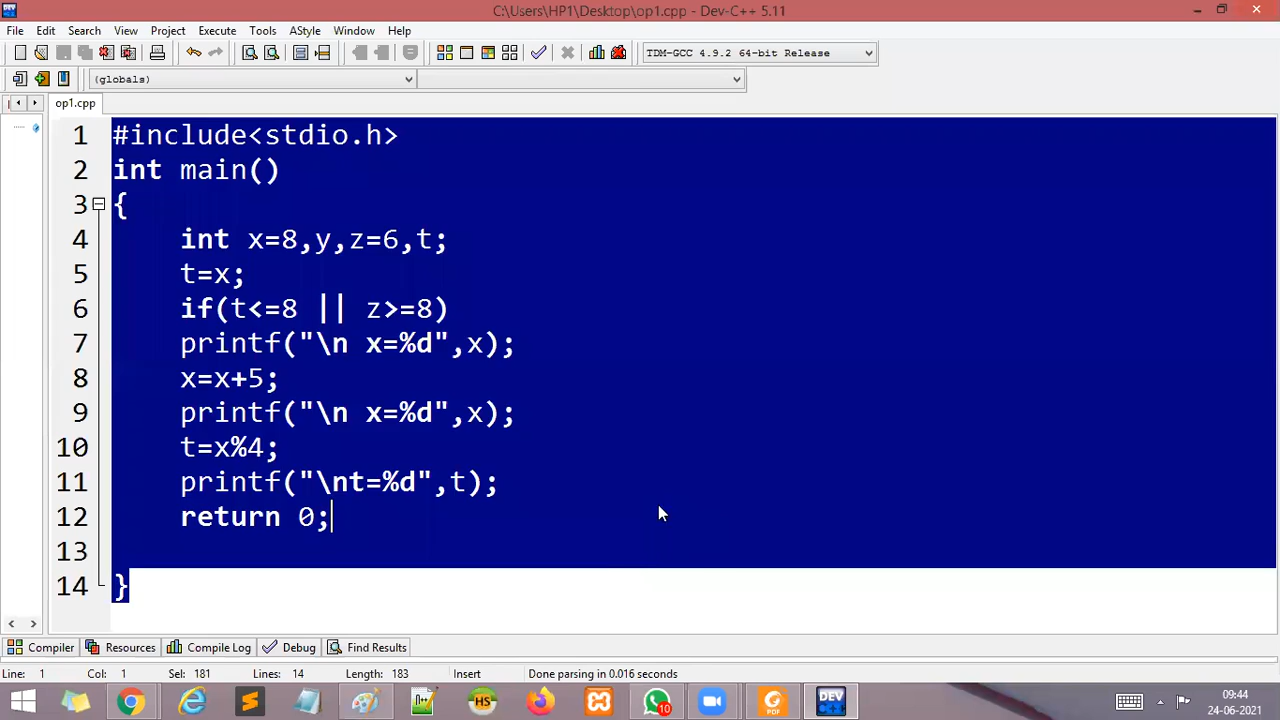 C:\Users\HP1\Desktop\op1.cpp - Dev-C++ 5.11
File Edit Search View Project Execute Tools AStyle Window Help
TDM-GCC 4.9.2 64-bit Release
(globals)
op1.cpp
1 #include<stdio.h>
2 int main()
3 {
4 int x=8,y,z=6,t;
5 t=x;
6 if(t<=8 || z>=8)
7 printf("\n x=%d",x);
8 x=x+5;
9 printf("\n x=%d",x);
10 t=x%4;
11 printf("\nt=%d",t);
12 return 0;
13
14 }
Compiler Resources Compile Log Debug Find Results
Line: 1 Col: 1 Sel: 181 Lines: 14 Length: 183 Insert Done parsing in 0.016 seconds
HS 10 PDF DEV C++ 09:44
24-06-2021